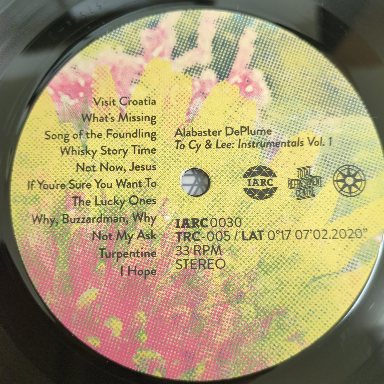 Visit Croatia
What's Missing
Song of the Foundling
Whisky Story Time
Not Now, Jesus
If You're Sure You Want To
The Lucky Ones
Why, Buzzardman, Why
Not My Ask
Turpentine
I Hope
Alabaster DePlume
To Cy & Lee: Instrumentals Vol. 1
IARC
IARC0030
TRC-005 / LAT 0°17 07'02.2020"
33 RPM
STEREO